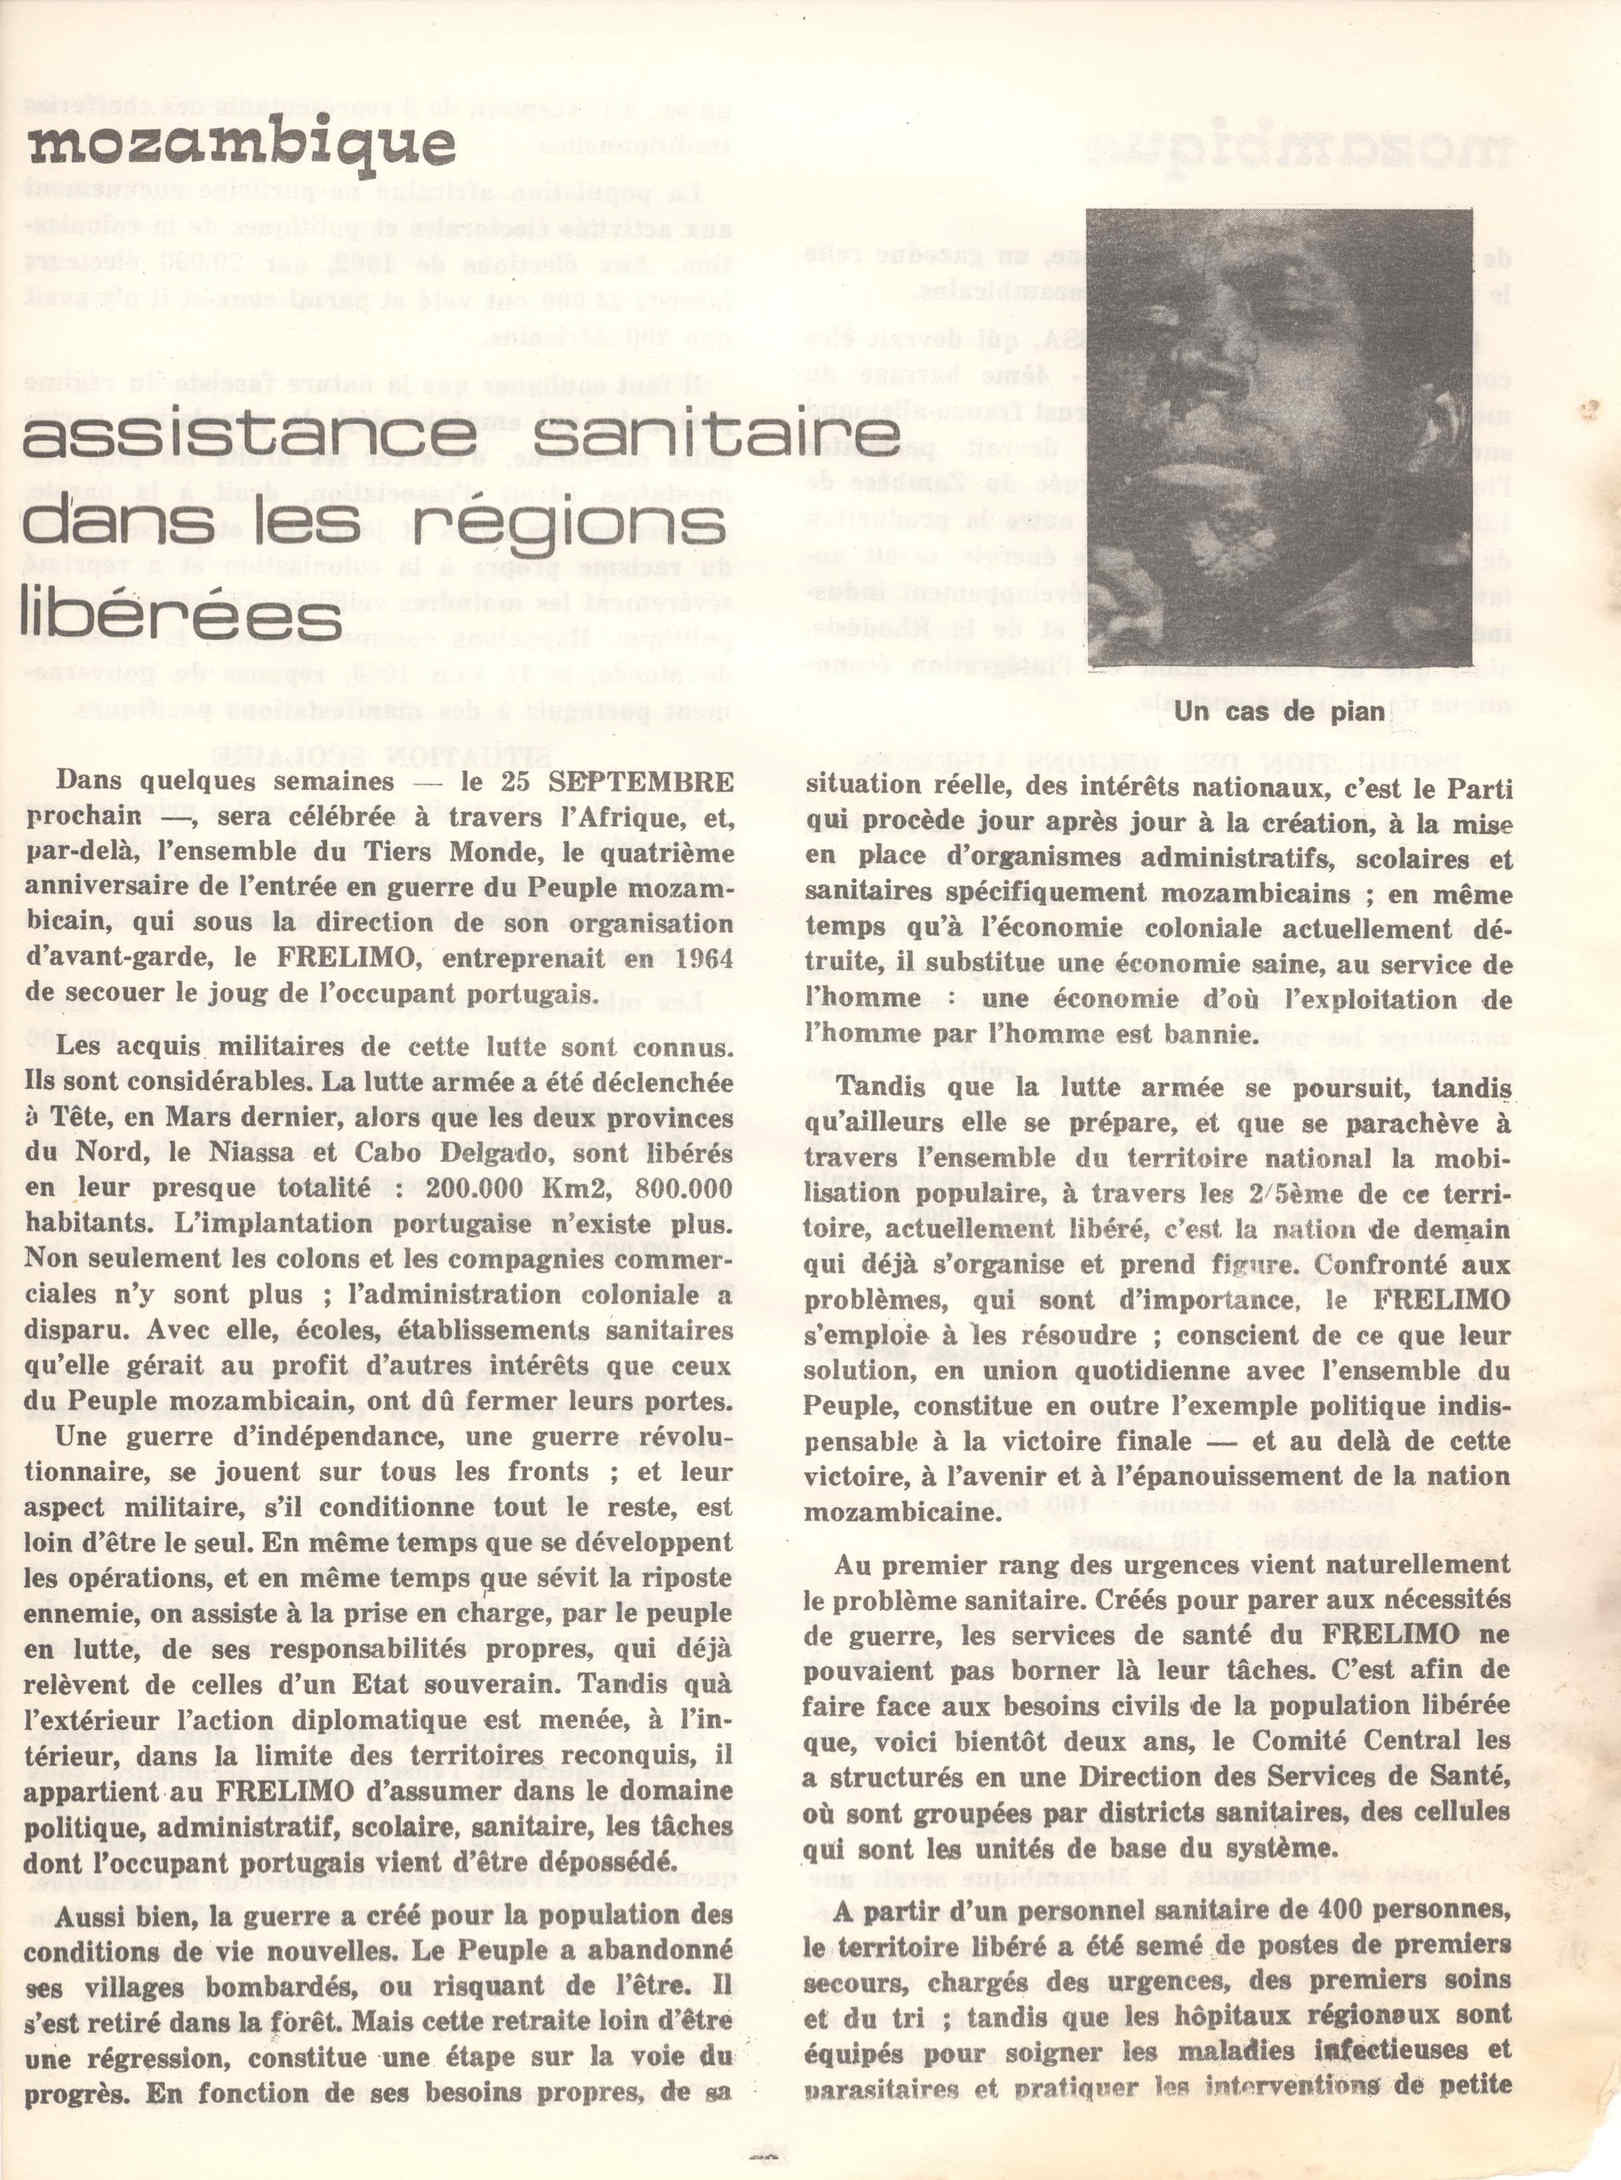 mozambique
assistance sanitaire
dans les régions
libérées
Un cas de pian
Dans quelques semaines — le 25 SEPTEMBRE
prochain —, sera célébrée à travers l'Afrique, et,
par-delà, l'ensemble du Tiers Monde, le quatrième
anniversaire de l'entrée en guerre du Peuple mozam-
bicain, qui sous la direction de son organisation
d'avant-garde, le FRELIMO, entreprenait en 1964
de secouer le joug de l'occupant portugais.
Les acquis militaires de cette lutte sont connus.
Ils sont considérables. La lutte armée a été déclenchée
à Tête, en Mars dernier, alors que les deux provinces
du Nord, le Niassa et Cabo Delgado, sont libérés
en leur presque totalité : 200.000 Km2, 800.000
habitants. L'implantation portugaise n'existe plus.
Non seulement les colons et les compagnies commer-
ciales n'y sont plus ; l'administration coloniale a
disparu. Avec elle, écoles, établissements sanitaires
qu'elle gérait au profit d'autres intérêts que ceux
du Peuple mozambicain, ont dû fermer leurs portes.
Une guerre d'indépendance, une guerre révolu-
tionnaire, se jouent sur tous les fronts ; et leur
aspect militaire, s'il conditionne tout le reste, est
loin d'être le seul. En même temps que se développent
les opérations, et en même temps que sévit la riposte
ennemie, on assiste à la prise en charge, par le peuple
en lutte, de ses responsabilités propres, qui déjà
relèvent de celles d'un Etat souverain. Tandis quà
l'extérieur l'action diplomatique est menée, à l'in-
térieur, dans la limite des territoires reconquis, il
appartient au FRELIMO d'assumer dans le domaine
politique, administratif, scolaire, sanitaire, les tâches
dont l'occupant portugais vient d'être dépossédé.
Aussi bien, la guerre a créé pour la population des
conditions de vie nouvelles. Le Peuple a abandonné
ses villages bombardés, ou risquant de l'être. Il
s'est retiré dans la forêt. Mais cette retraite loin d'être
une régression, constitue une étape sur la voie du
progrès. En fonction de ses besoins propres, de sa
situation réelle, des intérêts nationaux, c'est le Parti
qui procède jour après jour à la création, à la mise
en place d'organismes administratifs, scolaires et
sanitaires spécifiquement mozambicains ; en même
temps qu'à l'économie coloniale actuellement dé-
truite, il substitue une économie saine, au service de
l'homme : une économie d'où l'exploitation de
l'homme par l'homme est bannie.
Tandis que la lutte armée se poursuit, tandis
qu'ailleurs elle se prépare, et que se parachève à
travers l'ensemble du territoire national la mobi-
lisation populaire, à travers les 2/5ème de ce terri-
toire, actuellement libéré, c'est la nation de demain
qui déjà s'organise et prend figure. Confronté aux
problèmes, qui sont d'importance, le FRELIMO
s'emploie à les résoudre ; conscient de ce que leur
solution, en union quotidienne avec l'ensemble du
Peuple, constitue en outre l'exemple politique indis-
pensable à la victoire finale — et au delà de cette
victoire, à l'avenir et à l'épanouissement de la nation
mozambicaine.
Au premier rang des urgences vient naturellement
le problème sanitaire. Créés pour parer aux nécessités
de guerre, les services de santé du FRELIMO ne
pouvaient pas borner là leur tâches. C'est afin de
faire face aux besoins civils de la population libérée
que, voici bientôt deux ans, le Comité Central les
a structurés en une Direction des Services de Santé,
où sont groupées par districts sanitaires, des cellules
qui sont les unités de base du système.
A partir d'un personnel sanitaire de 400 personnes,
le territoire libéré a été semé de postes de premiers
secours, chargés des urgences, des premiers soins
et du tri ; tandis que les hôpitaux régionaux sont
équipés pour soigner les maladies infectieuses et
parasitaires et pratiquer les interventions de petite